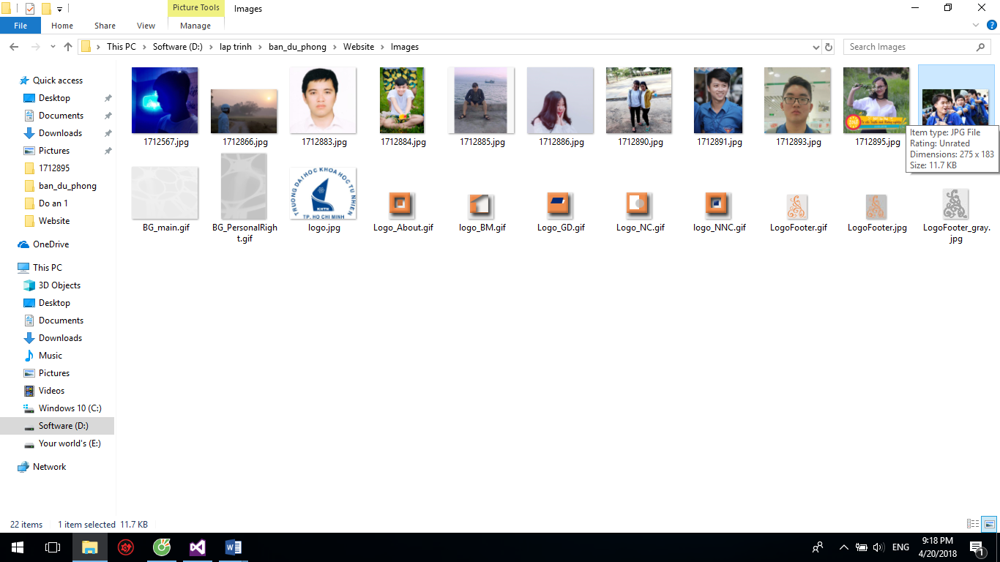 Picture Tools
Images
File
Home
Share
View
Manage
This PC
Software (D:)
lap trinh
ban_du_phong
Website
Images
Search Images
Quick access
Desktop
Documents
Downloads
Pictures
1712895
ban_du_phong
Do an 1
Website
OneDrive
This PC
3D Objects
Desktop
Documents
Downloads
Music
Pictures
Videos
Windows 10 (C:)
Software (D:)
Your world's (E:)
Network
1712567.jpg
1712866.jpg
1712883.jpg
1712884.jpg
1712885.jpg
1712886.jpg
1712890.jpg
1712891.jpg
1712893.jpg
1712895.jpg
Item type: JPG File
Rating: Unrated
Dimensions: 275 x 183
Size: 11.7 KB
TRUONG DAI HOC KHOA HOC TU NHIEN
KHTN
TP. HO CHI MINH
BG_main.gif
BG_PersonalRigh
t.gif
logo.jpg
Logo_About.gif
logo_BM.gif
Logo_GD.gif
Logo_NC.gif
logo_NNC.gif
LogoFooter.gif
LogoFooter.jpg
LogoFooter_gray.
jpg
22 items
1 item selected 11.7 KB
ENG
9:18 PM
4/20/2018
1